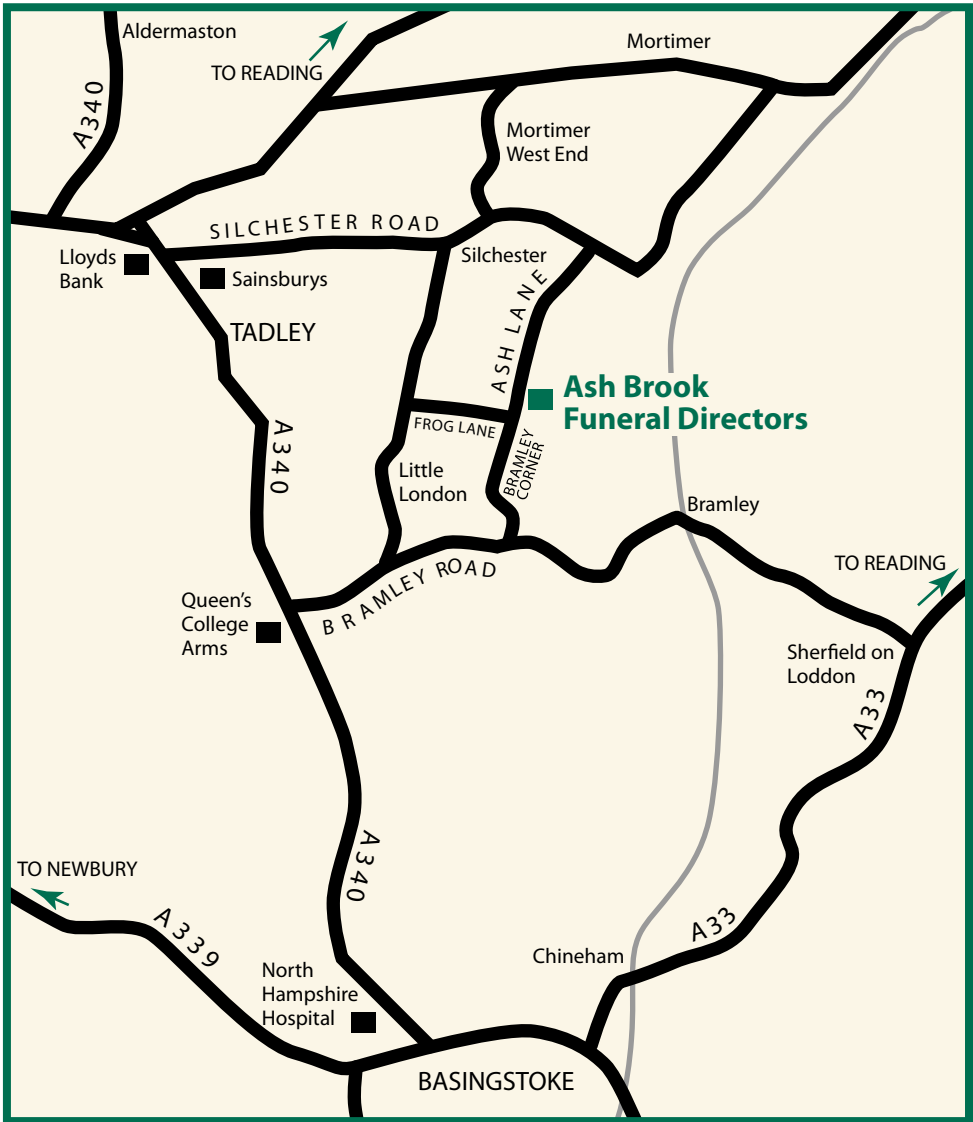 Aldermaston
A340
TO READING
Mortimer
Mortimer
West End
SILCHESTER ROAD
Silchester
Lloyds
Bank
Sainsburys
TADLEY
ASH LANE
Ash Brook
Funeral Directors
FROG LANE
BRAMLEY
CORNER
A340
Little
London
Bramley
BRAMLEY ROAD
TO READING
Queen's
College
Arms
Sherfield on
Loddon
A33
A340
TO NEWBURY
A339
A33
Chineham
North
Hampshire
Hospital
BASINGSTOKE